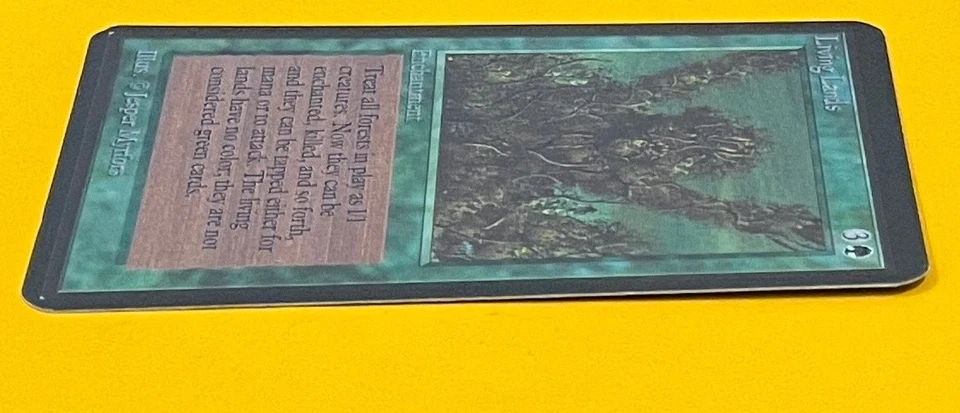 Living Lands
3
Enchantment
Treat all forests in play as 1/1
creatures. Now they can be
enchanted, killed, and so forth,
and they can be tapped either for
mana or to attack. The living
lands have no color; they are not
considered green cards.
Illus. © Jesper Myrfors